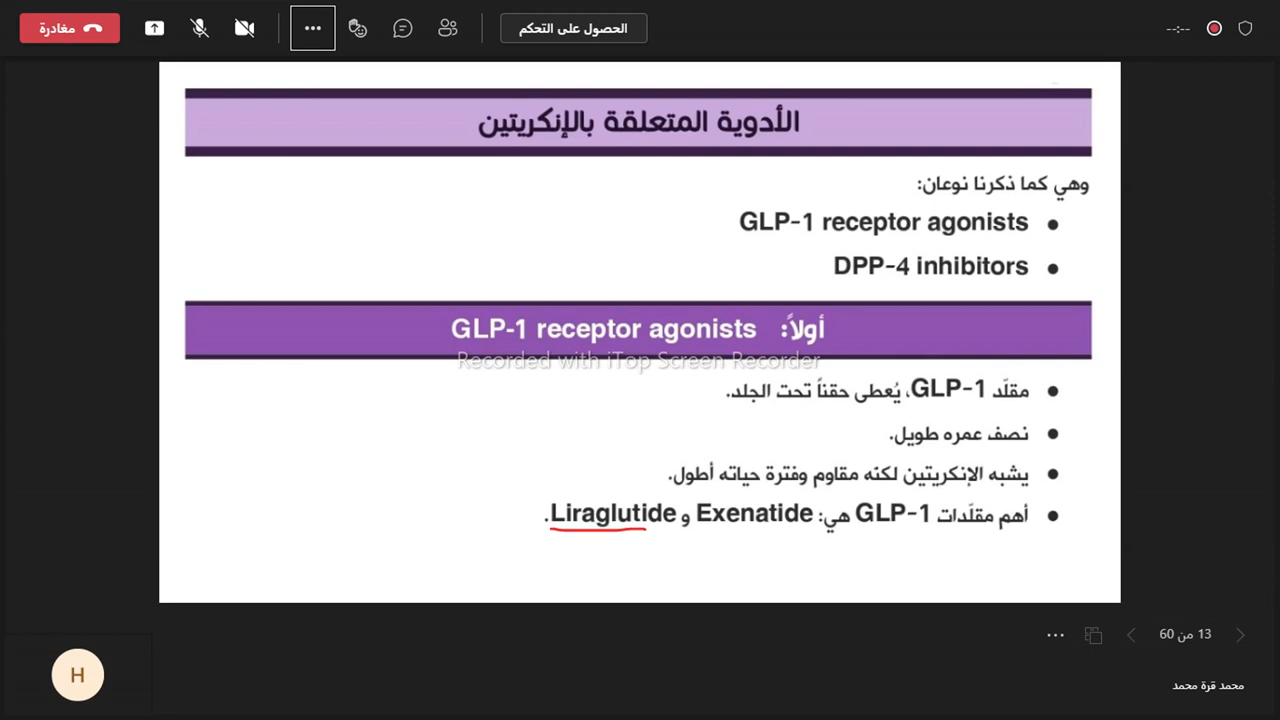 مغادرة
الحصول على التحكم
--:--
الأدوية المتعلقة بالإنكريتين
وهي كما ذكرنا نوعان:
● GLP-1 receptor agonists
● DPP-4 inhibitors
أولاً: GLP-1 receptor agonists
Recorded with iTop Screen Recorder
● مقلّد GLP-1، يُعطى حقناً تحت الجلد.
● نصف عمره طويل.
● يشبه الإنكريتين لكنه مقاوم وفترة حياته أطول.
● أهم مقلّدات GLP-1 هي: Exenatide و Liraglutide.
13 من 60
H
محمد قرة محمد